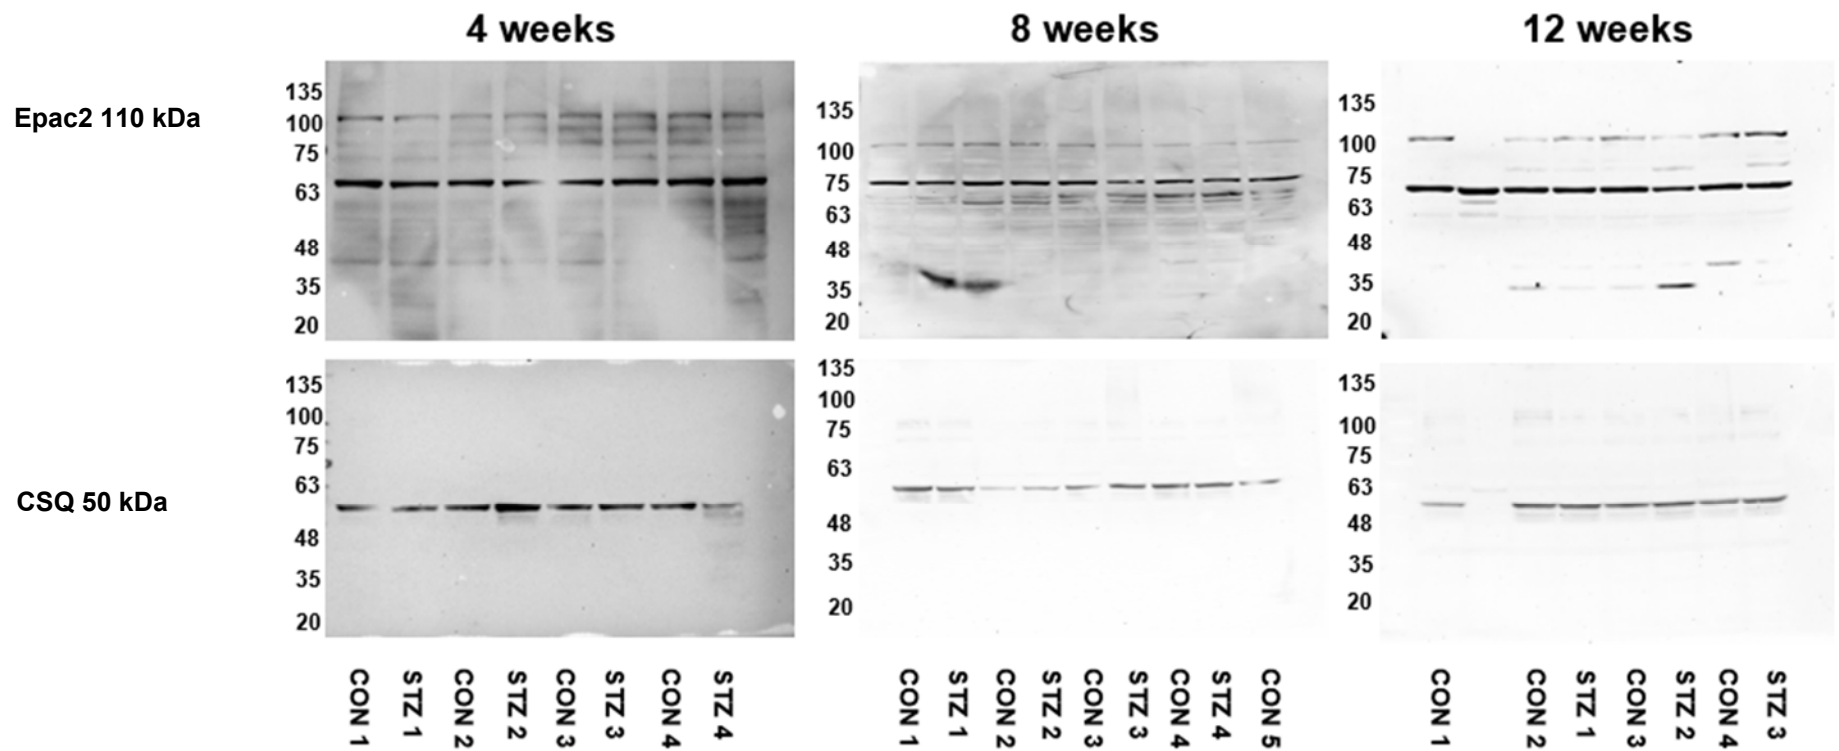 4 weeks 8 weeks 12 weeks
Epac2 110 kDa
135
100
75
63
48
35
20
135
100
75
63
48
35
20
135
100
75
63
48
35
20
CSQ 50 kDa
135
100
75
63
48
35
20
135
100
75
63
48
35
20
135
100
75
63
48
35
20
CON 1
STZ 1
CON 2
STZ 2
CON 3
STZ 3
CON 4
STZ 4
CON 1
STZ 1
CON 2
STZ 2
CON 3
STZ 3
CON 4
STZ 4
CON 5
CON 1
CON 2
STZ 1
CON 3
STZ 2
CON 4
STZ 3